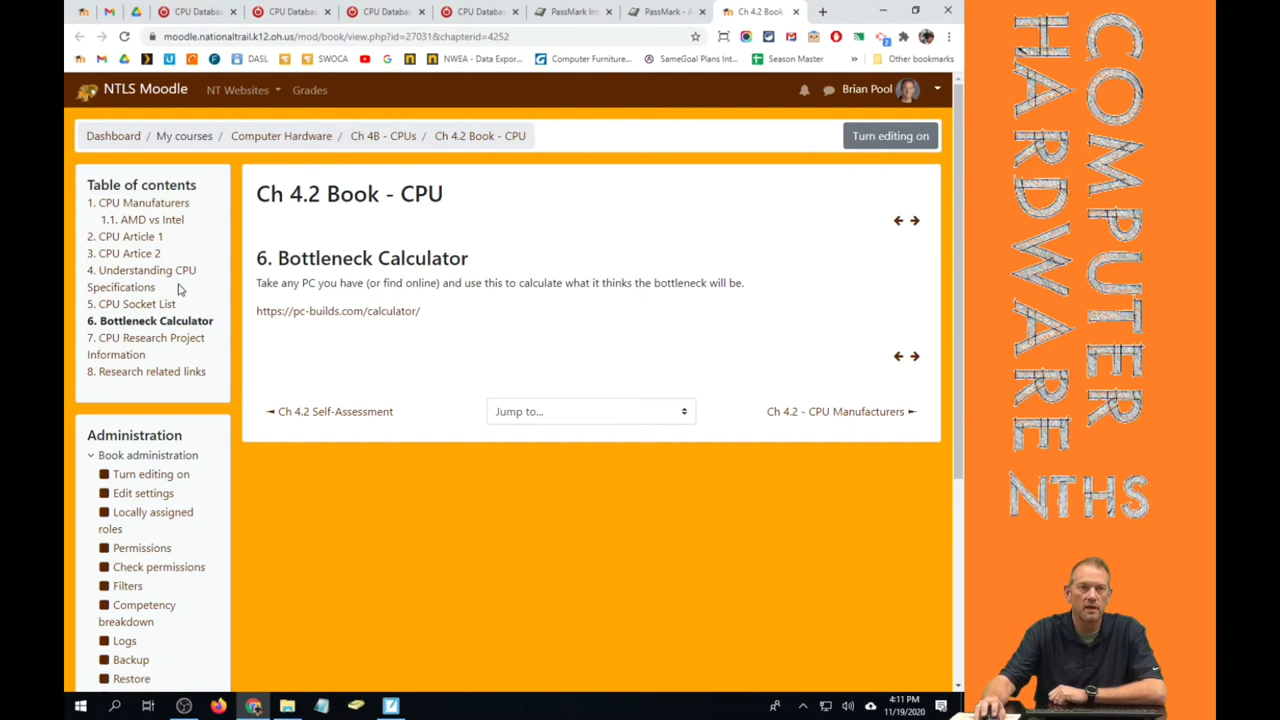 CPU Databas
CPU Databas
CPU Databas
CPU Databas
PassMark Int
PassMark - A
Ch 4.2 Book
moodle.nationaltrail.k12.oh.us/mod/book/view.php?id=27031&chapterid=4252
DASL
SWOCA
NWEA - Data Expor...
Computer Furniture...
SameGoal Plans Int...
Season Master
Other bookmarks
NTLS Moodle
NT Websites
Grades
Brian Pool
Dashboard / My courses / Computer Hardware / Ch 4B - CPUs / Ch 4.2 Book - CPU
Turn editing on
Table of contents
1. CPU Manufaturers
1.1. AMD vs Intel
2. CPU Article 1
3. CPU Artice 2
4. Understanding CPU
Specifications
5. CPU Socket List
6. Bottleneck Calculator
7. CPU Research Project
Information
8. Research related links
Ch 4.2 Book - CPU
6. Bottleneck Calculator
Take any PC you have (or find online) and use this to calculate what it thinks the bottleneck will be.
https://pc-builds.com/calculator/
◄ Ch 4.2 Self-Assessment
Jump to...
Ch 4.2 - CPU Manufacturers ►
Administration
Book administration
Turn editing on
Edit settings
Locally assigned
roles
Permissions
Check permissions
Filters
Competency
breakdown
Logs
Backup
Restore
4:11 PM
11/19/2020
COMPUTER
HARDWARE
NTHS